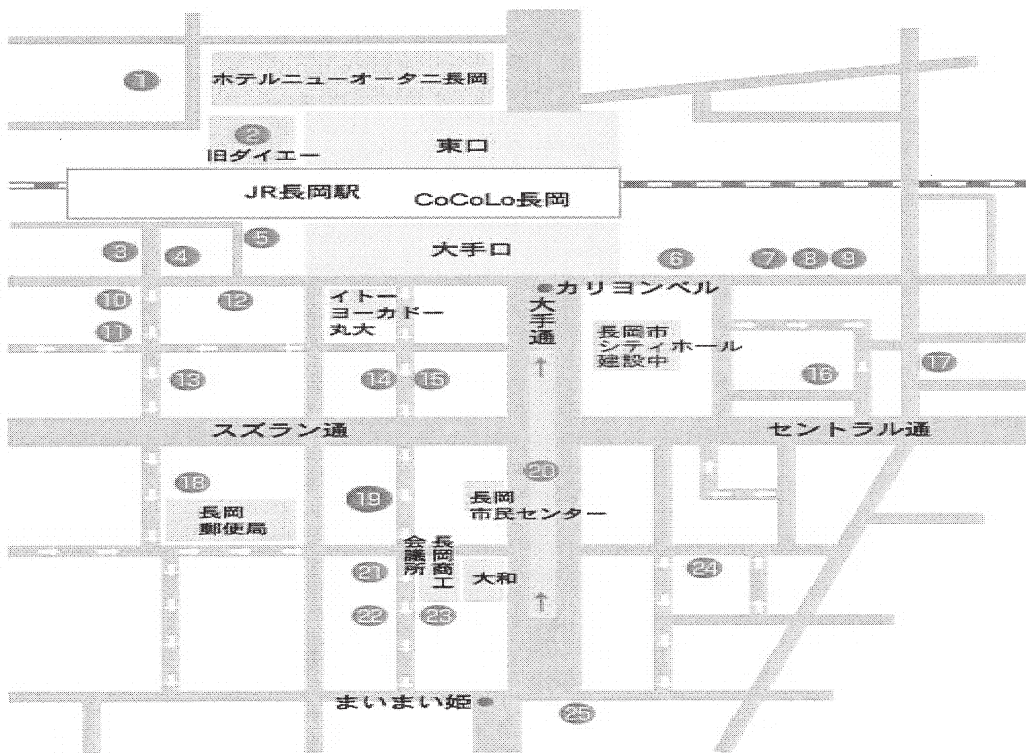 ①
ホテルニューオータニ長岡
②
旧ダイエー
東口
JR長岡駅
CoCoLo長岡
③
④
⑤
大手口
⑥
⑦
⑧
⑨
⑩
⑪
⑫
イトー
ヨーカドー
丸大
カリヨンベル
大手通
長岡市
シティホール
建設中
⑬
⑭
⑮
⑯
⑰
スズラン通
セントラル通
⑱
長岡
郵便局
⑲
⑳
長岡
市民センター
長岡商工
会議所
大和
㉑
㉒
㉓
㉔
まいまい姫
㉕